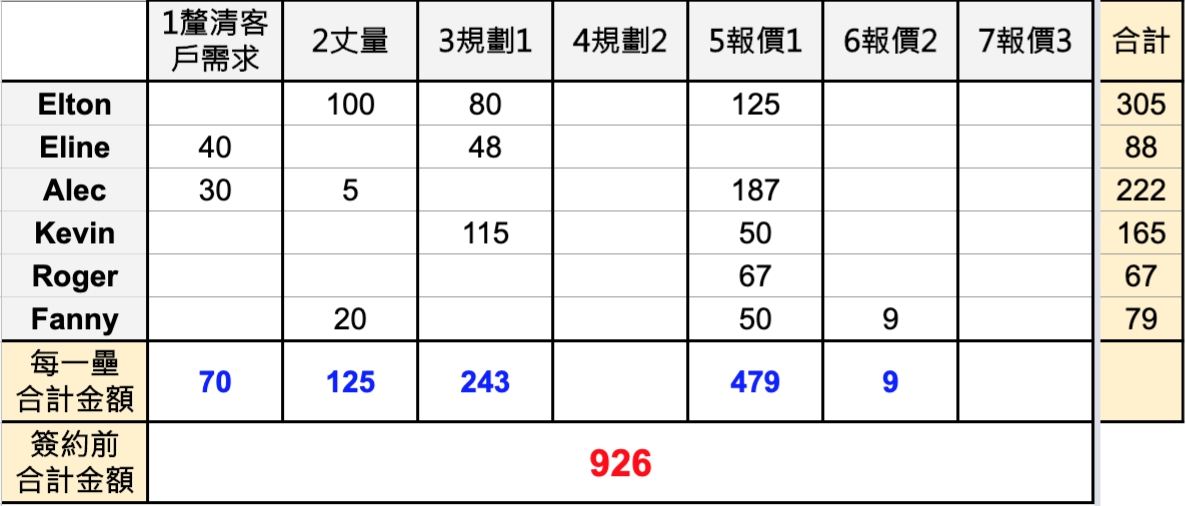 1釐清客
戶需求 2丈量 3規劃1 4規劃2 5報價1 6報價2 7報價3 合計
Elton 100 80 125 305
Eline 40 48 88
Alec 30 5 187 222
Kevin 115 50 165
Roger 67 67
Fanny 20 50 9 79
每一壘
合計金額 70 125 243 479 9
簽約前
合計金額 926